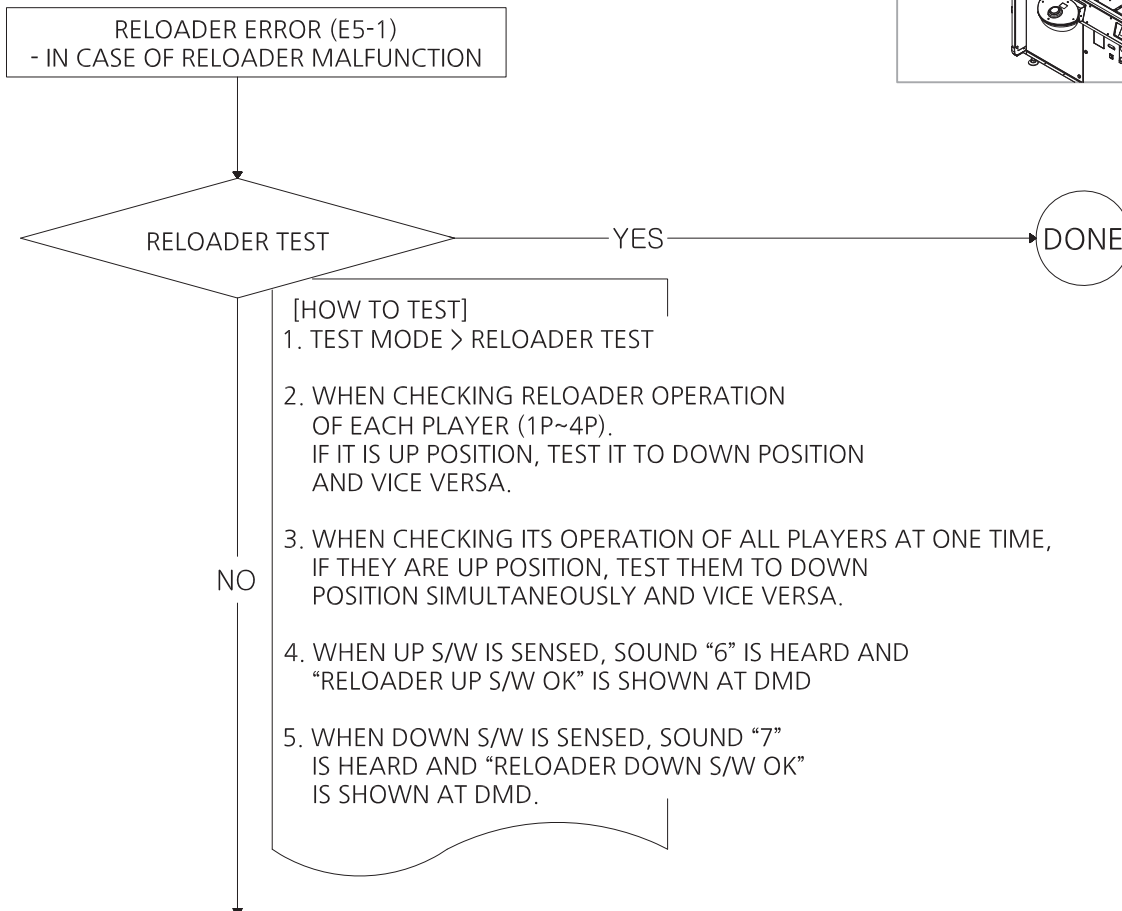 RELOADER ERROR (E5-1)
- IN CASE OF RELOADER MALFUNCTION
RELOADER TEST
YES
DONE
[HOW TO TEST]
1. TEST MODE > RELOADER TEST
2. WHEN CHECKING RELOADER OPERATION
OF EACH PLAYER (1P~4P).
IF IT IS UP POSITION, TEST IT TO DOWN POSITION
AND VICE VERSA.
3. WHEN CHECKING ITS OPERATION OF ALL PLAYERS AT ONE TIME,
IF THEY ARE UP POSITION, TEST THEM TO DOWN
POSITION SIMULTANEOUSLY AND VICE VERSA.
NO
4. WHEN UP S/W IS SENSED, SOUND “6” IS HEARD AND
“RELOADER UP S/W OK” IS SHOWN AT DMD
5. WHEN DOWN S/W IS SENSED, SOUND “7”
IS HEARD AND “RELOADER DOWN S/W OK”
IS SHOWN AT DMD.